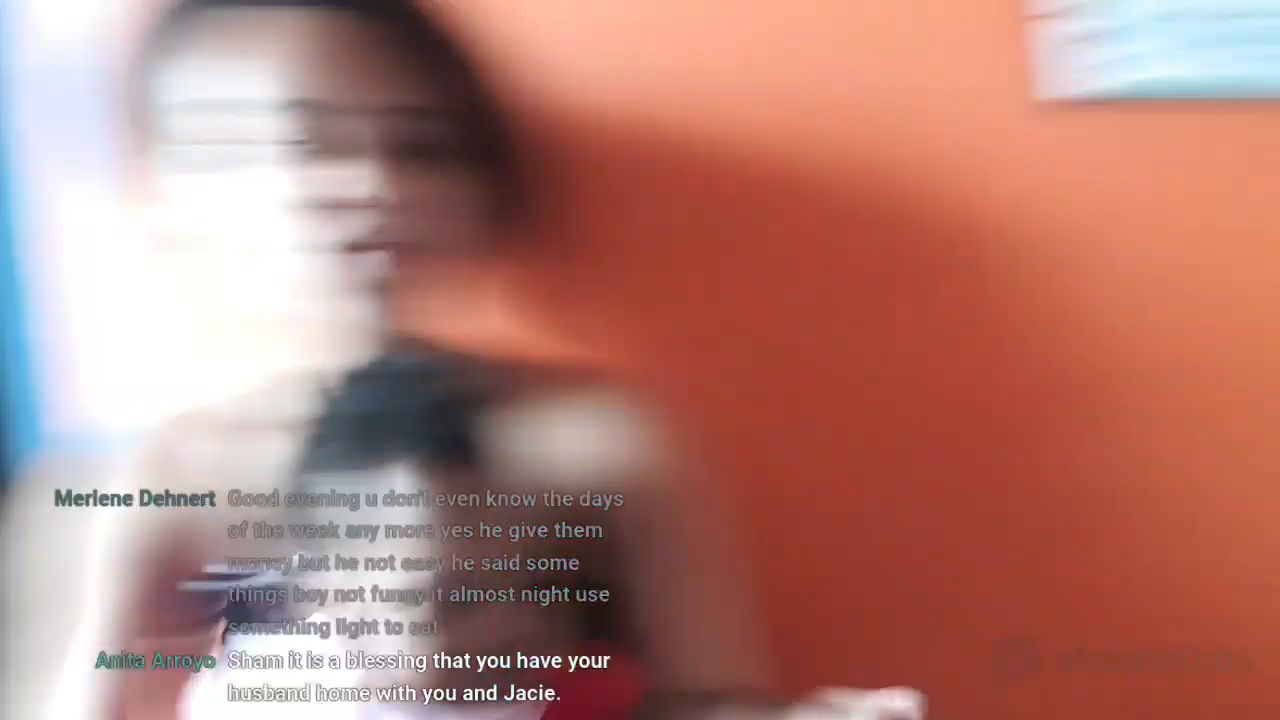 Merlene Dehnert Good evening u don't even know the days
of the week any more yes he give them
money but he not easy he said some
things boy not funny it almost night use
something light to eat
Anita Arroyo Sham it is a blessing that you have your
husband home with you and Jacie.